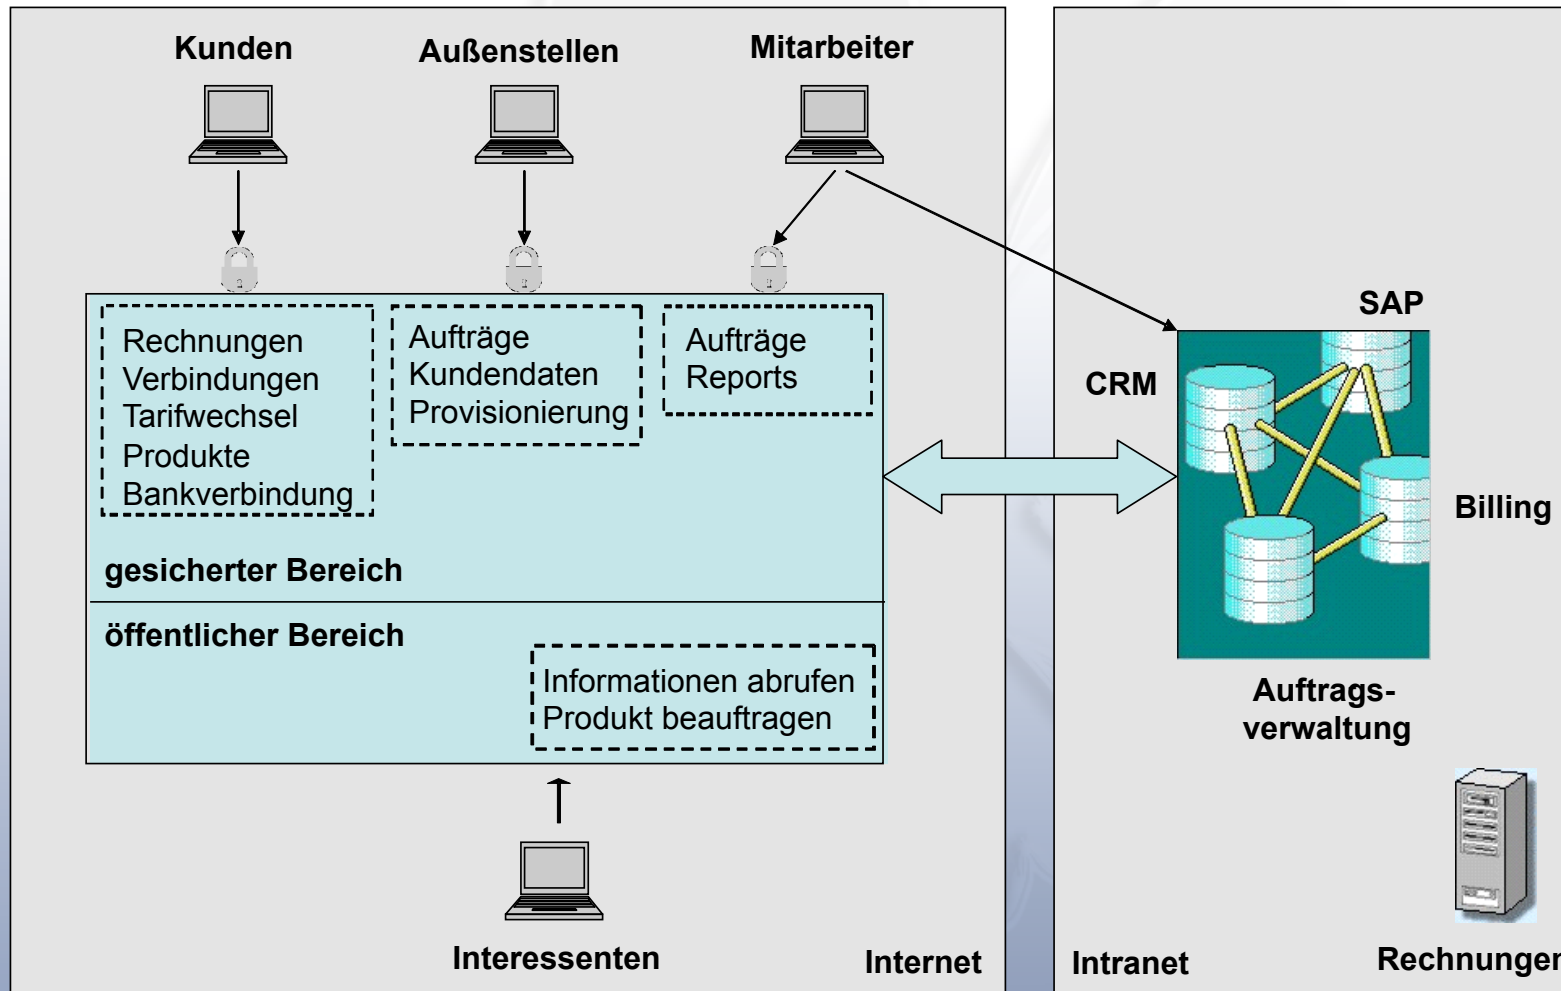 Kunden
Außenstellen
Mitarbeiter
Rechnungen
Verbindungen
Tarifwechsel
Produkte
Bankverbindung
Aufträge
Kundendaten
Provisionierung
Aufträge
Reports
gesicherter Bereich
öffentlicher Bereich
Informationen abrufen
Produkt beauftragen
Interessenten
Internet
SAP
CRM
Billing
Auftrags-
verwaltung
Intranet
Rechnungen